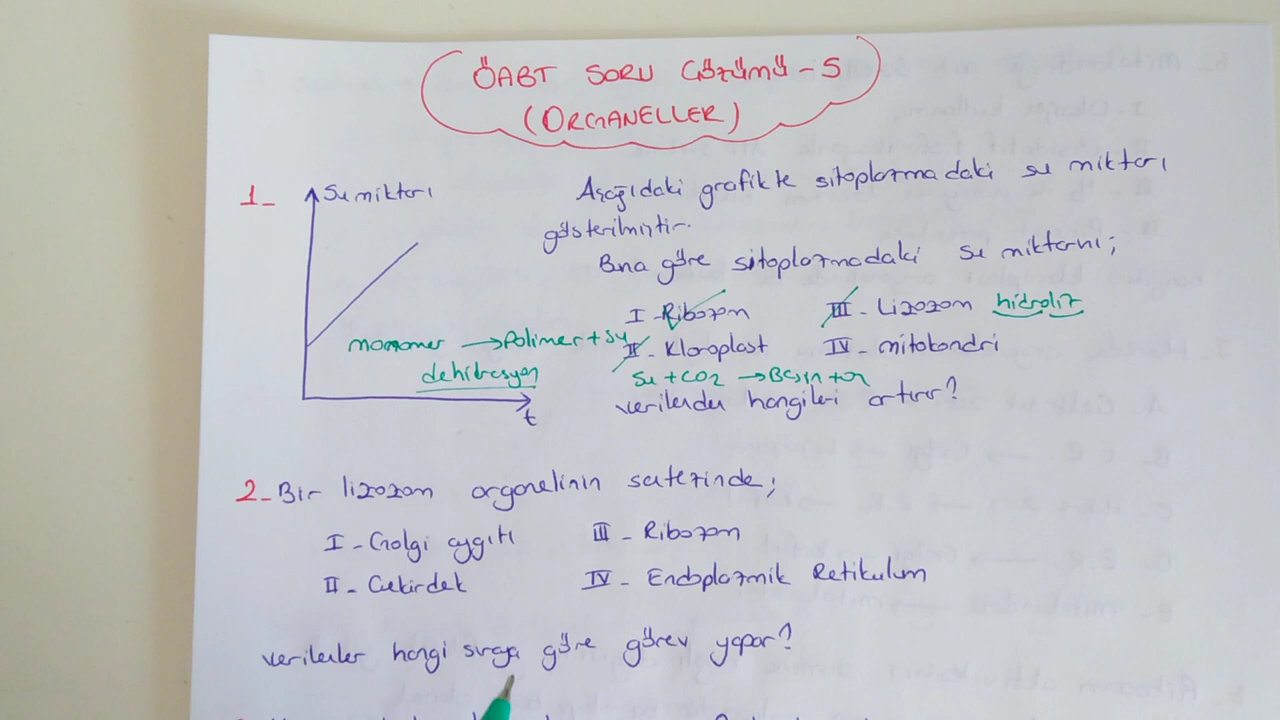 ÖABT SORU ÇÖZÜMÜ-5
(ORGANELLER)
1- Su miktarı
t
Aşağıdaki grafikte sitoplazmadaki su miktarı
gösterilmiştir.
Buna göre sitoplazmadaki su miktarını;
I - Ribozom III - Lizozom hidroliz
monomer → Polimer + Su II - Kloroplast IV - mitokondri
dehidrasyon Su + CO2 → Besin + O2
verilenler hangileri artırır?
2- Bir lizozom organelinin sentezinde;
I - Golgi aygıtı III - Ribozom
II - Çekirdek IV - Endoplazmik Retikulum
verilenler hangi sıraya göre görev yapar?